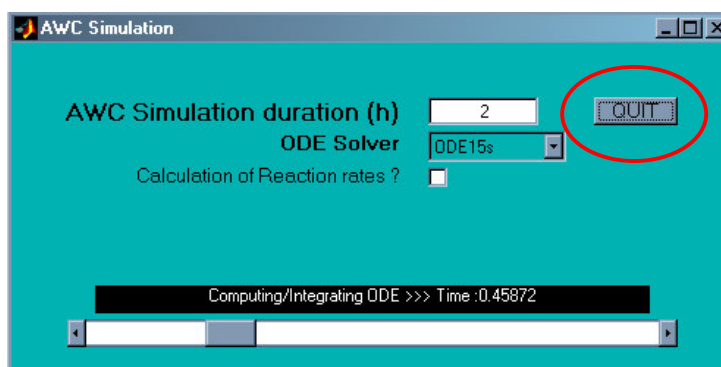 AWC Simulation
AWC Simulation duration (h) 2 QUIT
ODE Solver ODE15s
Calculation of Reaction rates ?
Computing/Integrating ODE >>> Time :0.45872